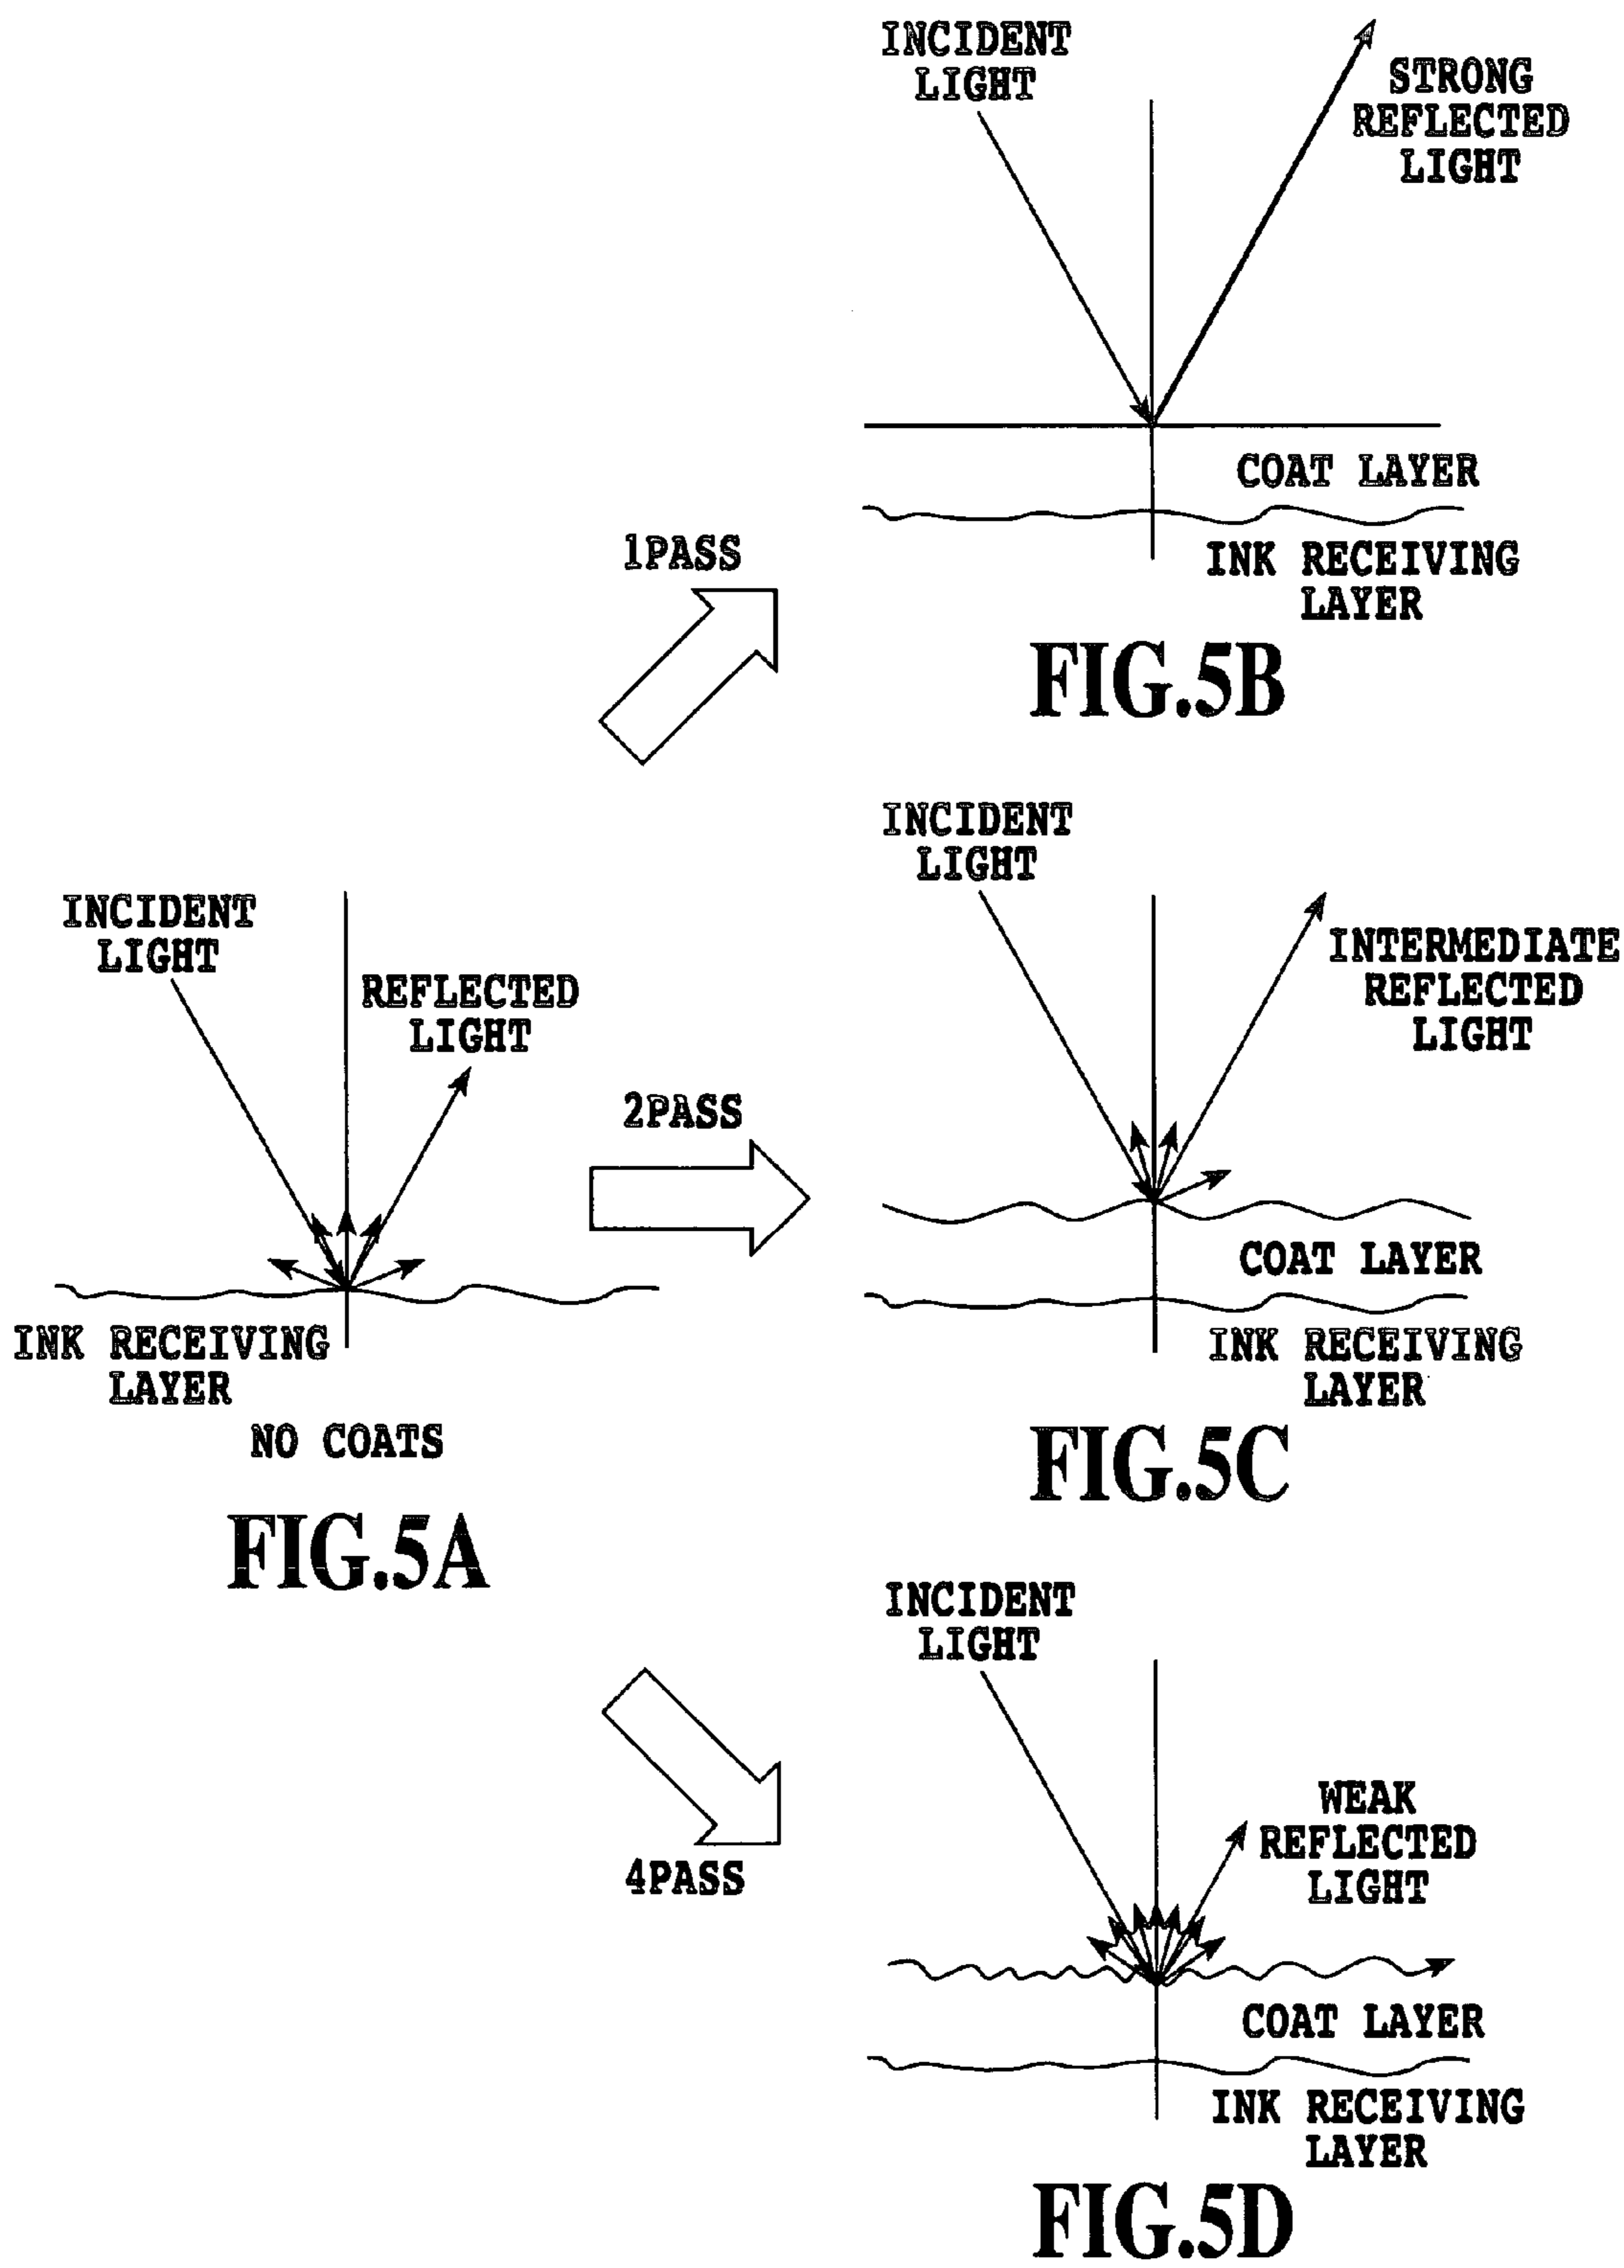 INCIDENT
LIGHT
STRONG
REFLECTED
LIGHT
COAT LAYER
INK RECEIVING
LAYER
FIG.5B
1PASS
INCIDENT
LIGHT
REFLECTED
LIGHT
INK RECEIVING
LAYER
NO COATS
FIG.5A
2PASS
INCIDENT
LIGHT
INTERMEDIATE
REFLECTED
LIGHT
COAT LAYER
INK RECEIVING
LAYER
FIG.5C
4PASS
INCIDENT
LIGHT
WEAK
REFLECTED
LIGHT
COAT LAYER
INK RECEIVING
LAYER
FIG.5D